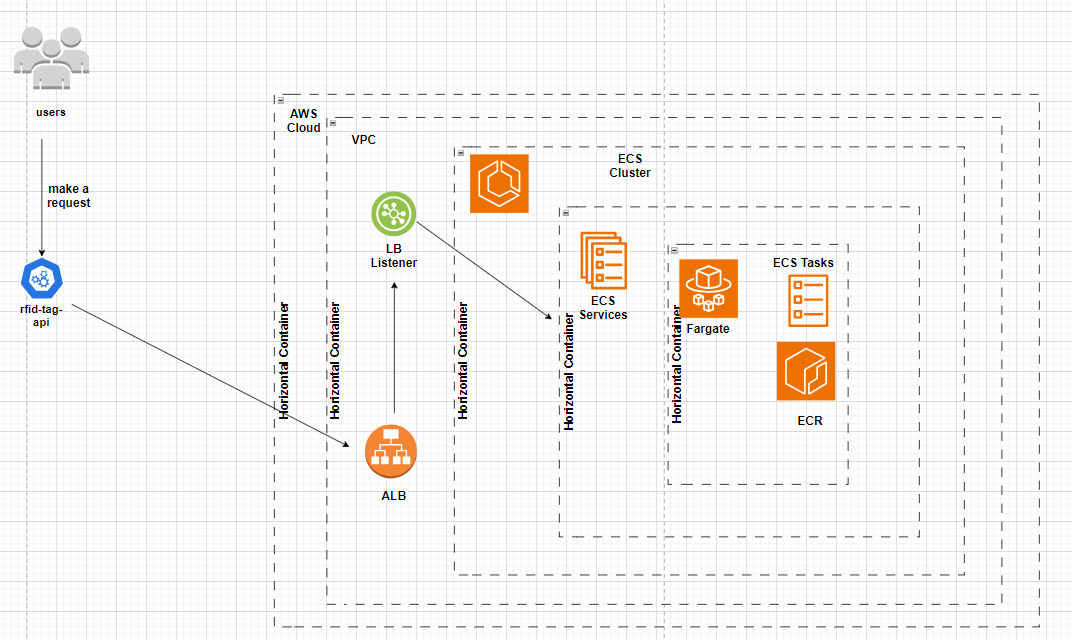 users
make a
request
rfid-tag-
api
AWS
Cloud
VPC
ECS
Cluster
LB
Listener
ALB
ECS
Services
Fargate
ECS Tasks
ECR
Horizontal Container
Horizontal Container
Horizontal Container
Horizontal Container
Horizontal Container